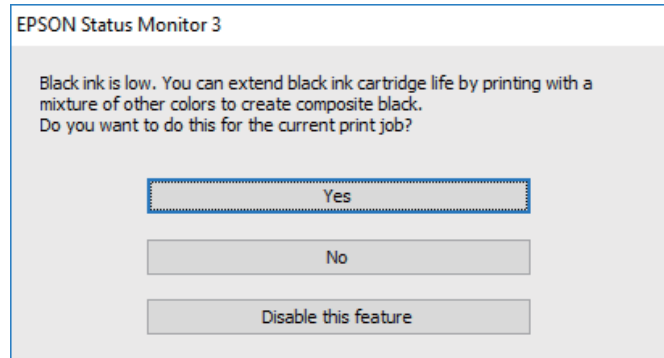 EPSON Status Monitor 3
Black ink is low. You can extend black ink cartridge life by printing with a
mixture of other colors to create composite black.
Do you want to do this for the current print job?
Yes
No
Disable this feature